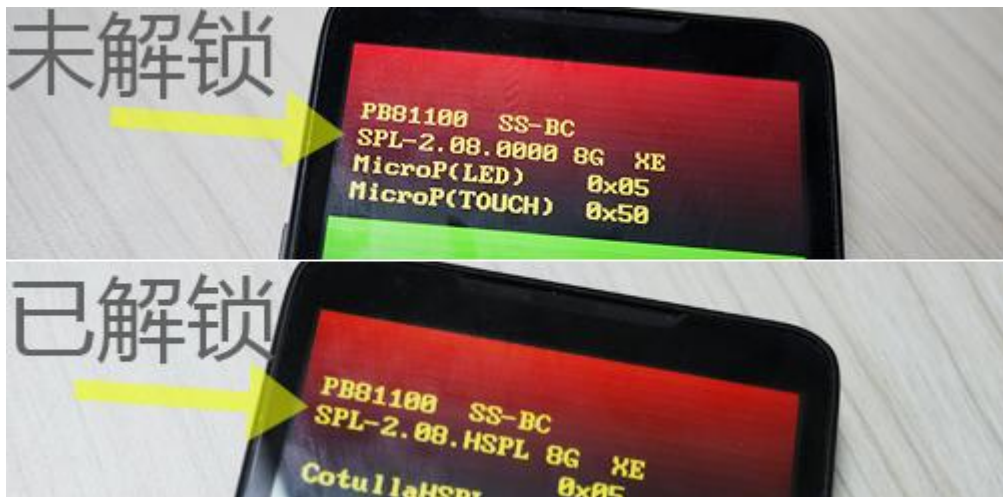 未解锁
PB81100 SS-BC
SPL-2.08.0000 8G XE
MicroP(LED) 0x05
MicroP(TOUCH) 0x50
已解锁
PB81100 SS-BC
SPL-2.08.HSPL 8G XE
CotullaHSPL 0x05